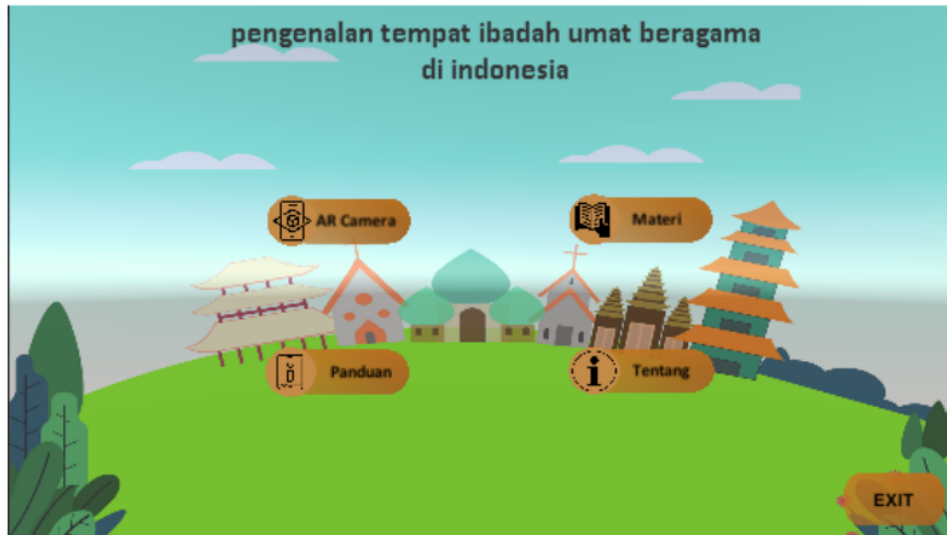 pengenalan tempat ibadah umat beragama
di indonesia
AR Camera
Materi
Panduan
Tentang
EXIT